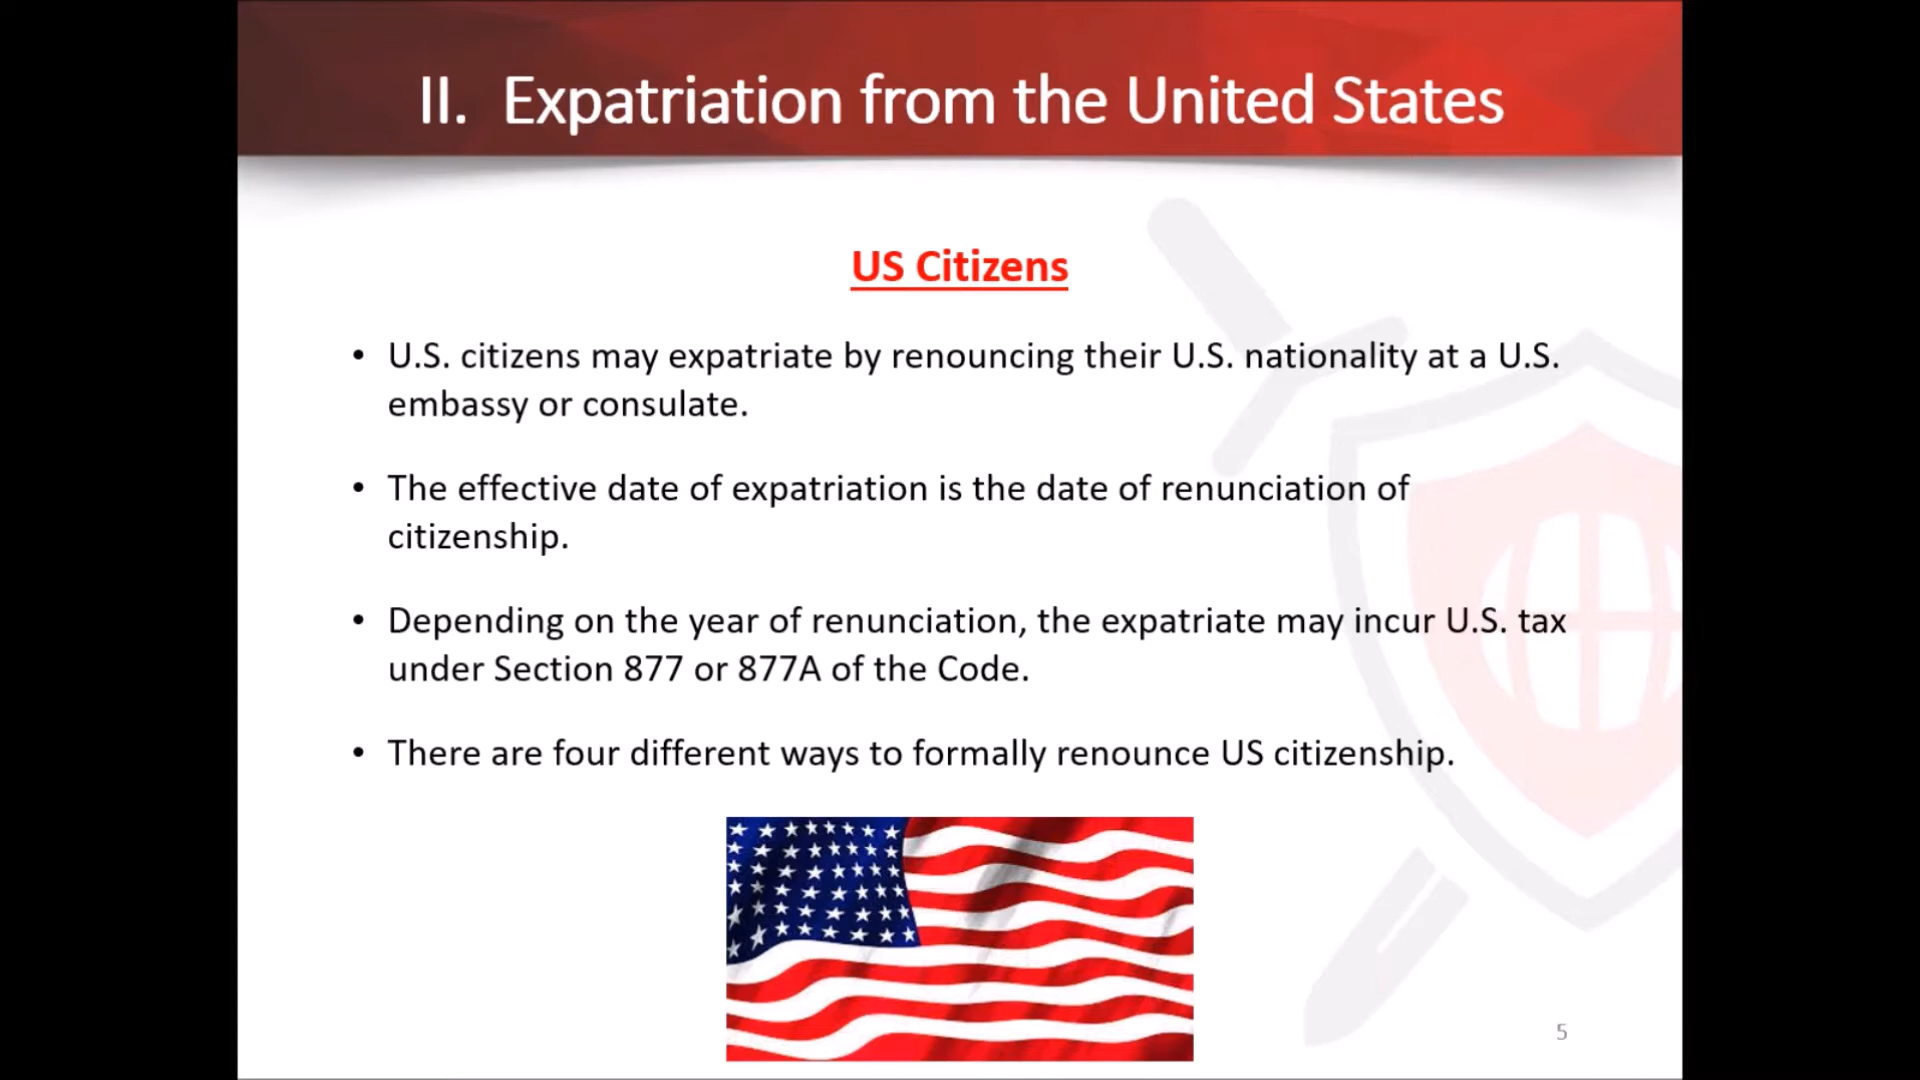 II. Expatriation from the United States
US Citizens
• U.S. citizens may expatriate by renouncing their U.S. nationality at a U.S.
embassy or consulate.
• The effective date of expatriation is the date of renunciation of
citizenship.
• Depending on the year of renunciation, the expatriate may incur U.S. tax
under Section 877 or 877A of the Code.
• There are four different ways to formally renounce US citizenship.
5